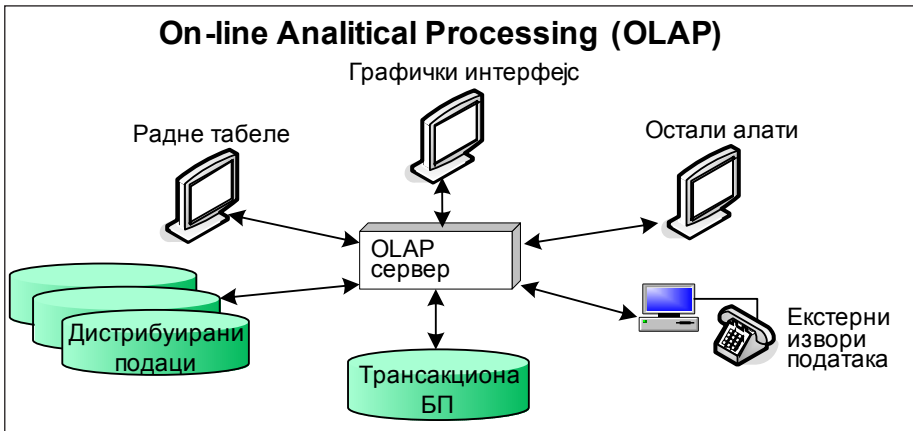 On-line Analitical Processing (OLAP)
Графички интерфејс
Радне табеле
Остали алати
OLAP
сервер
Дистрибуирани
подаци
Трансакциона
БП
Екстерни
извори
података